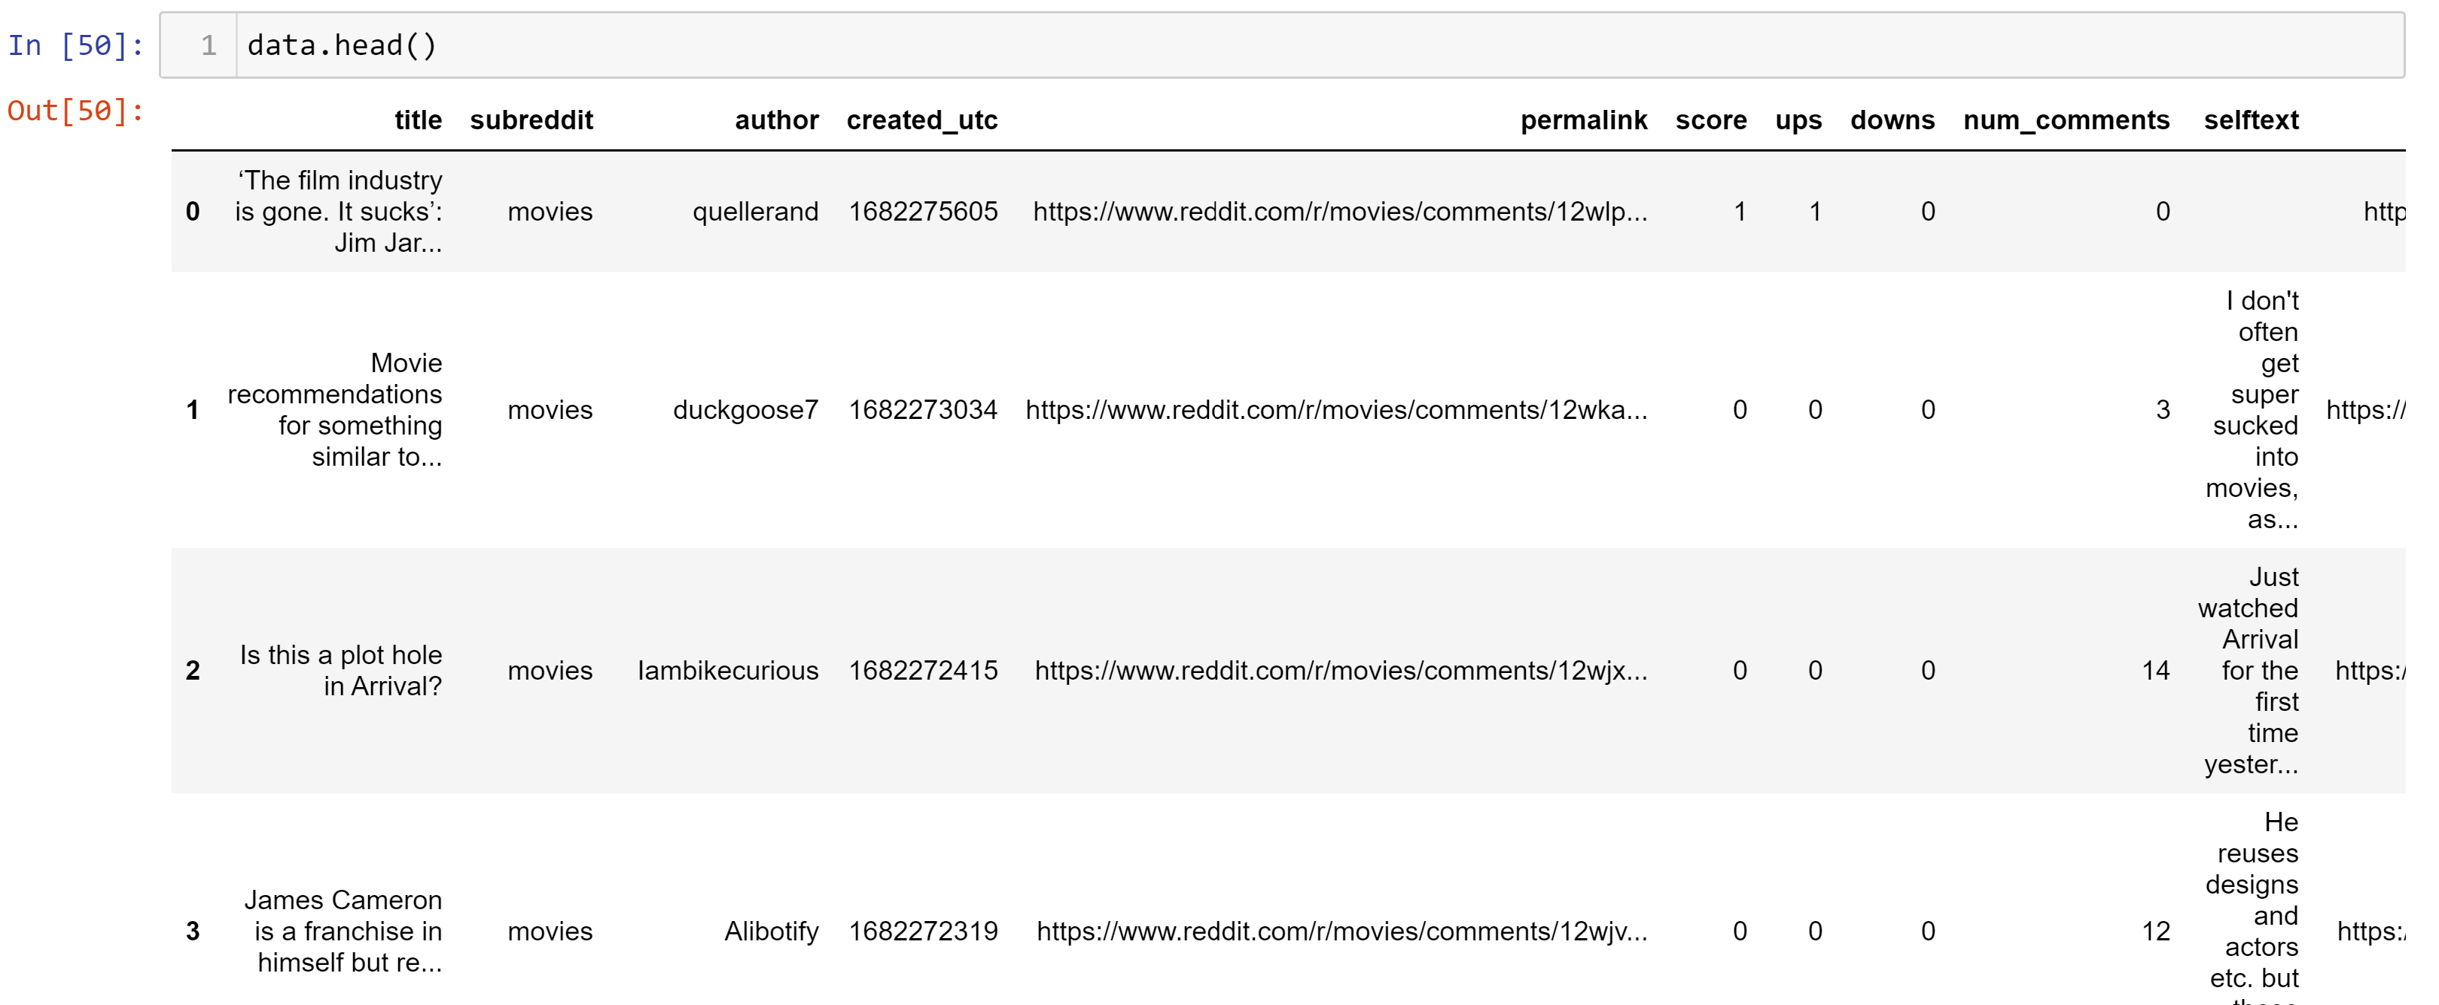 In [50]: 1 data.head()
Out[50]:
title subreddit author created_utc permalink score ups downs num_comments selftext
0 ‘The film industry is gone. It sucks’: Jim Jar... movies quellerand 1682275605 https://www.reddit.com/r/movies/comments/12wlp... 1 1 0 0 http
1 Movie recommendations for something similar to... movies duckgoose7 1682273034 https://www.reddit.com/r/movies/comments/12wka... 0 0 0 3 I don't often get super sucked into movies, as... https://
2 Is this a plot hole in Arrival? movies Iambikecurious 1682272415 https://www.reddit.com/r/movies/comments/12wjx... 0 0 0 14 Just watched Arrival for the first time yester... https:/
3 James Cameron is a franchise in himself but re... movies Alibotify 1682272319 https://www.reddit.com/r/movies/comments/12wjv... 0 0 0 12 He reuses designs and actors etc. but https:/